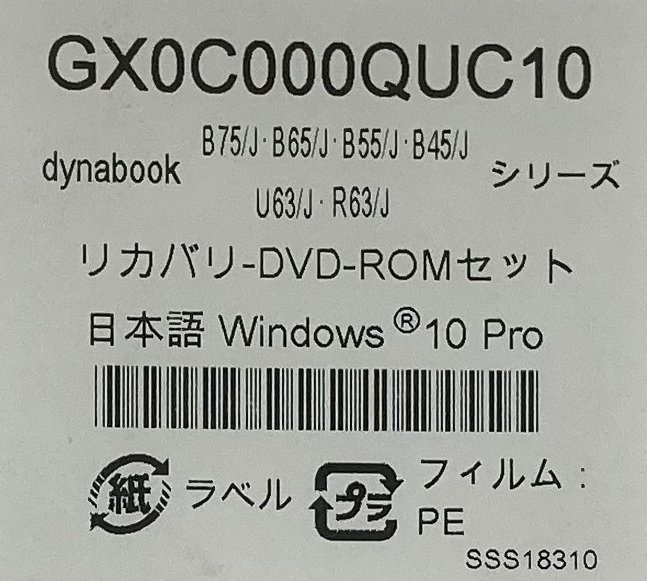 GX0C000QUC10
dynabook B75/J・B65/J・B55/J・B45/J シリーズ
U63/J・R63/J
リカバリ-DVD-ROMセット
日本語 Windows®10 Pro
紙 ラベル プラ フィルム：
PE
SSS18310